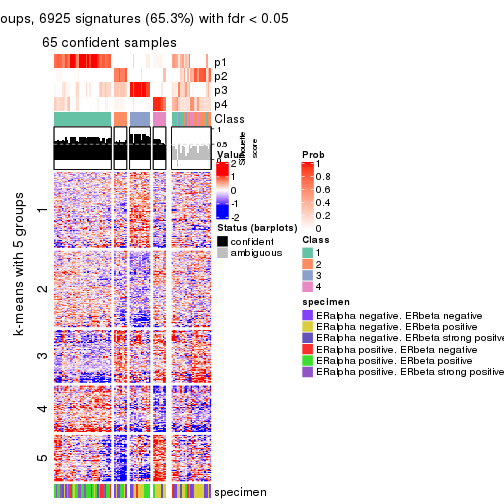 oups, 6925 signatures (65.3%) with fdr < 0.05
65 confident samples
p1
p2
p3
p4
Class
1
0.5
0
Silhouette
score
Value
2
1
0
-1
-2
Status (barplots)
confident
ambiguous
Prob
1
0.8
0.6
0.4
0.2
0
Class
1
2
3
4
specimen
ERalpha negative. ERbeta negative
ERalpha negative. ERbeta positive
ERalpha negative. ERbeta strong positive
ERalpha positive. ERbeta negative
ERalpha positive. ERbeta positive
ERalpha positive. ERbeta strong positive
k-means with 5 groups
1
2
3
4
5
specimen